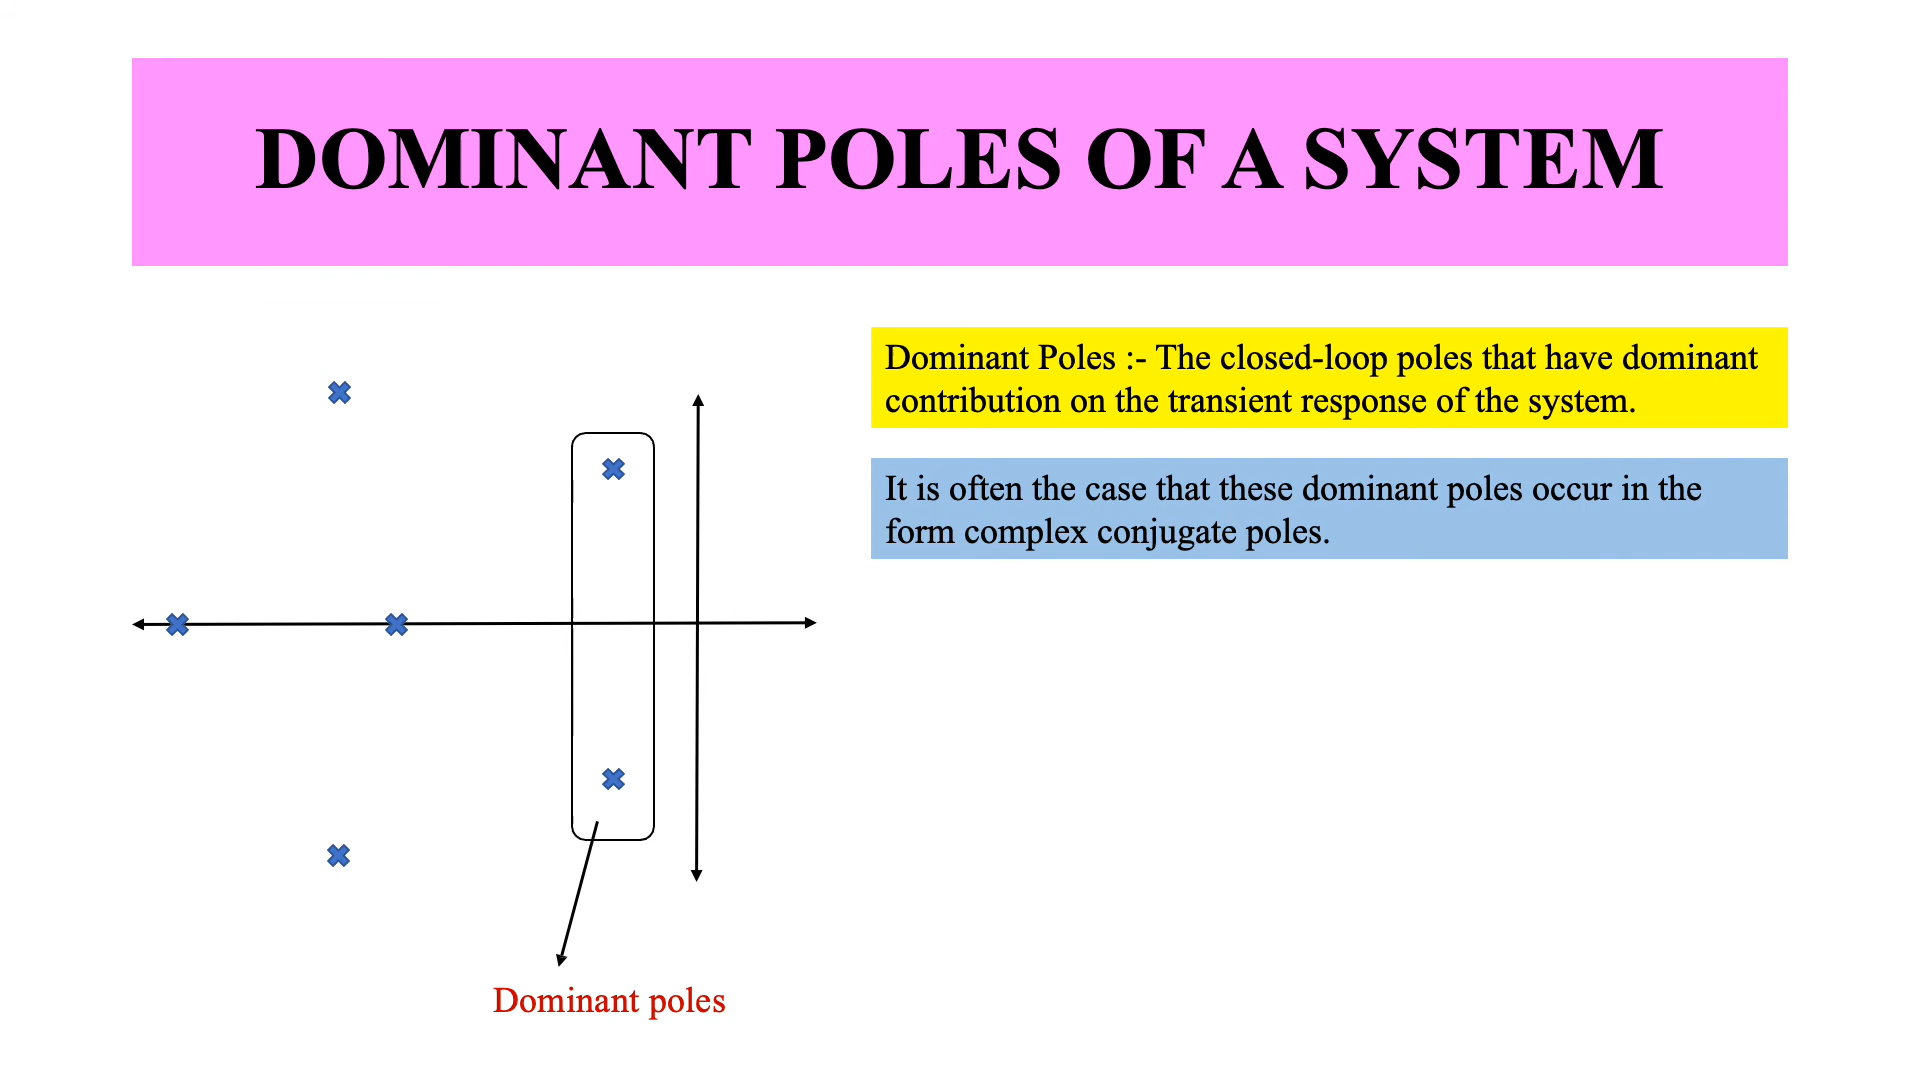 DOMINANT POLES OF A SYSTEM
Dominant Poles :- The closed-loop poles that have dominant
contribution on the transient response of the system.
It is often the case that these dominant poles occur in the
form complex conjugate poles.
Dominant poles